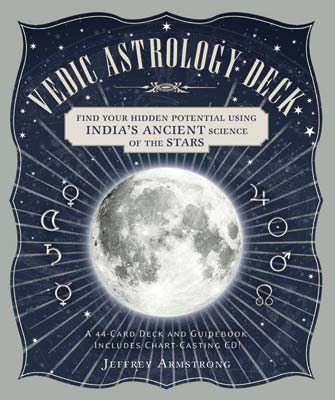 VEDIC ASTROLOGY DECK
FIND YOUR HIDDEN POTENTIAL USING
INDIA'S ANCIENT SCIENCE
OF THE STARS
A 44-CARD DECK AND GUIDEBOOK
INCLUDES CHART-CASTING CD!
JEFFREY ARMSTRONG